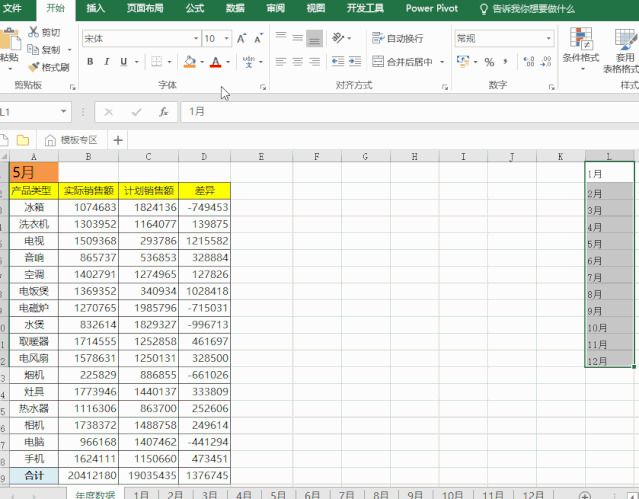 文件 开始 插入 页面布局 公式 数据 审阅 视图 开发工具 Power Pivot 告诉我你想要做什么
剪切 宋体 10 自动换行 常规
粘贴 复制 条件格式 套用
格式刷 B I U A wén 文 合并后居中 % 表格格式
剪贴板 字体 对齐方式 数字
L1 fx 1月
模板专区
A B C D E F G H I J K L
5月 1月
产品类型 实际销售额 计划销售额 差异 2月
冰箱 1074683 1824136 -749453 3月
洗衣机 1303952 1164077 139875 4月
电视 1509368 293786 1215582 5月
音响 865737 536853 328884 6月
空调 1402791 1274965 127826 7月
电饭煲 1369352 340934 1028418 8月
电磁炉 1270765 1985796 -715031 9月
水煲 832614 1829327 -996713 10月
取暖器 1714555 1252858 461697 11月
电风扇 1578631 1250131 328500 12月
烟机 225829 886855 -661026
灶具 1773946 1440137 333809
热水器 1116306 863700 252606
相机 1738372 1488758 249614
电脑 966168 1407462 -441294
手机 1624111 1150660 473451
合计 20412180 19035435 1376745
年度数据 1月 2月 3月 4月 5月 6月 7月 8月 9月 10月 11月 12月